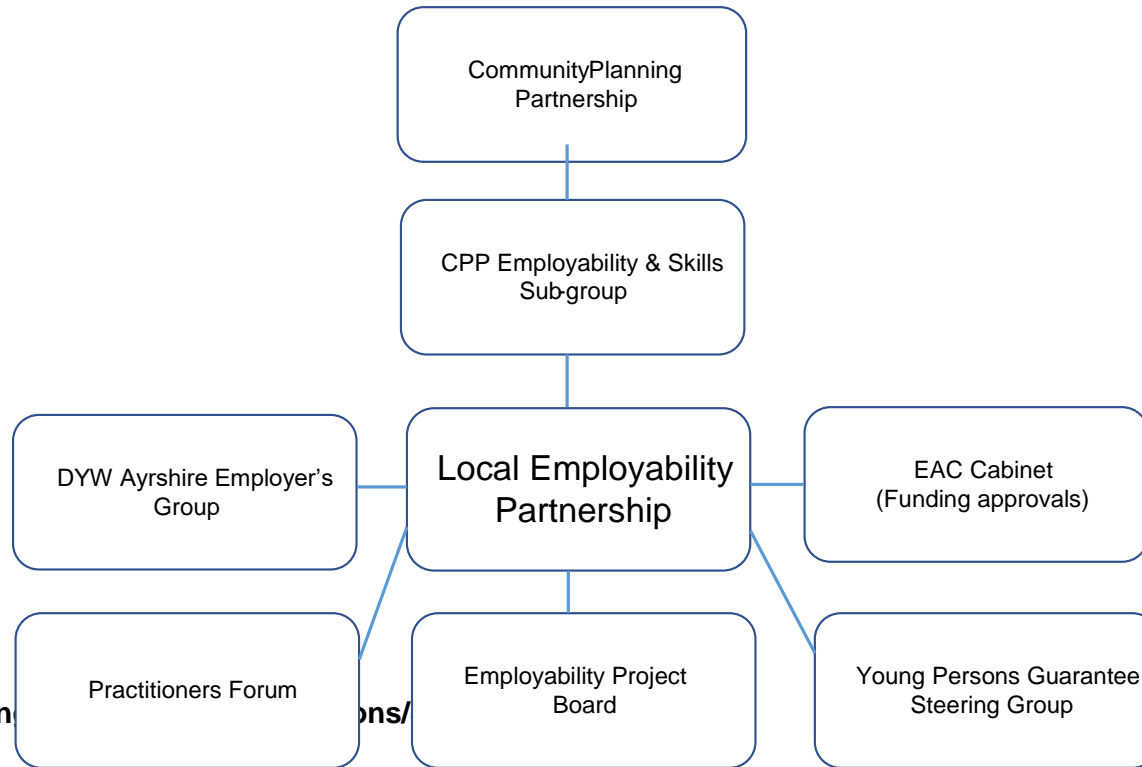 CommunityPlanning
Partnership
CPP Employability & Skills
Sub-group
DYW Ayrshire Employer's
Group
Local Employability
Partnership
EAC Cabinet
(Funding approvals)
Practitioners Forum
Employability Project
Board
Young Persons Guarantee
Steering Group
ons/